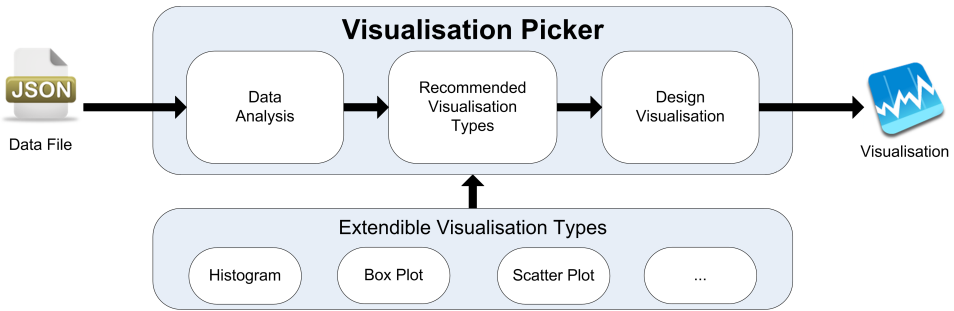 Visualisation Picker
JSON
Data File
Data
Analysis
Recommended
Visualisation
Types
Design
Visualisation
Visualisation
Extendible Visualisation Types
Histogram
Box Plot
Scatter Plot
...